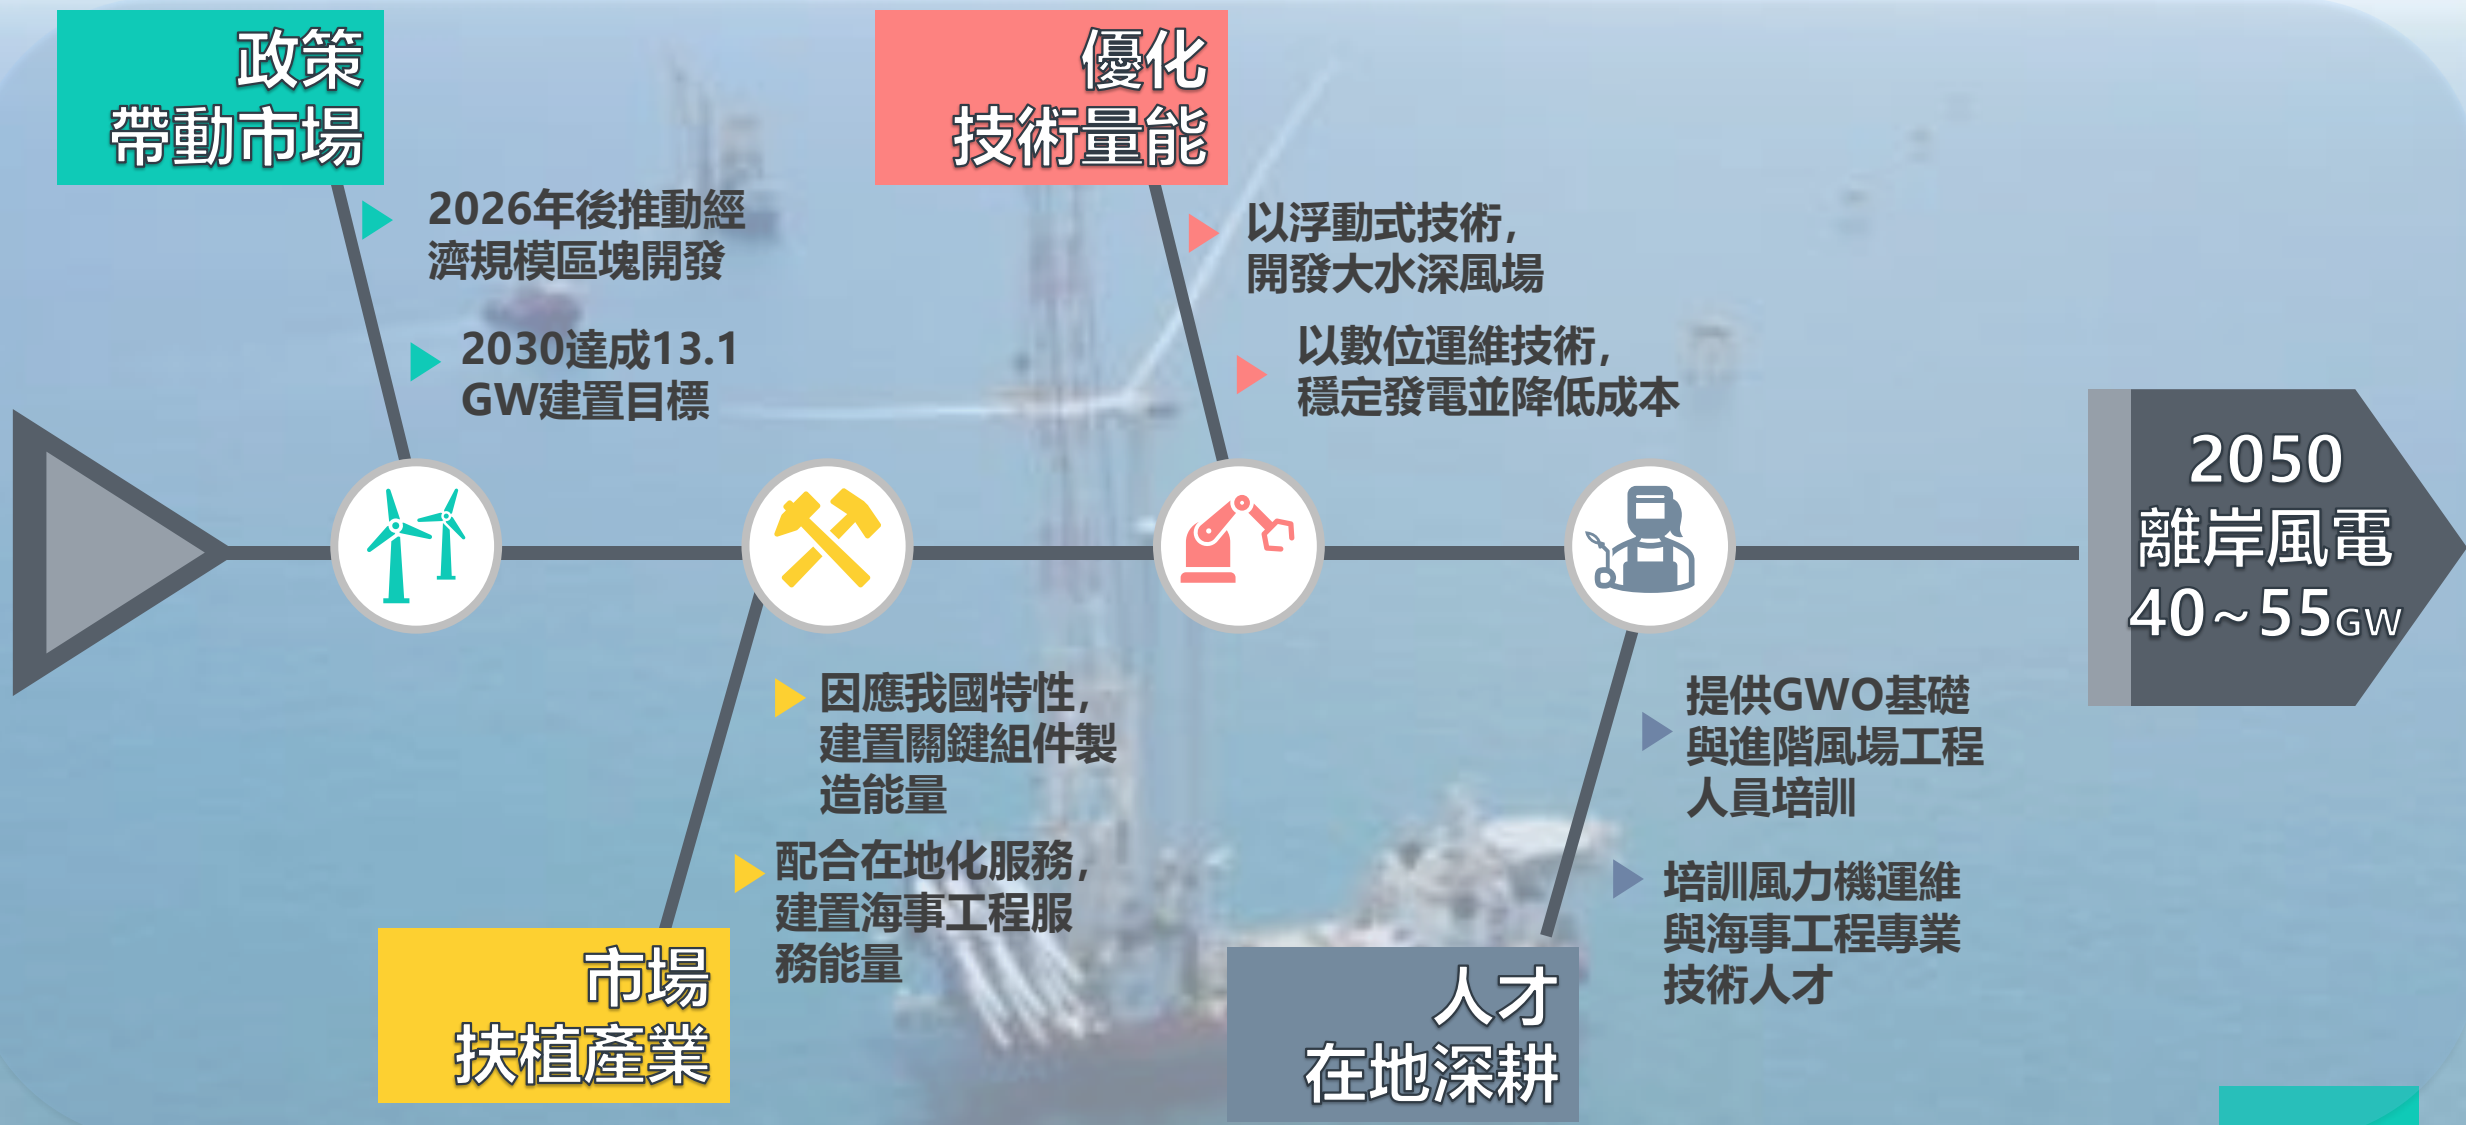 政策
帶動市場
2026年後推動經
濟規模區塊開發
2030達成13.1
GW建置目標
市場
扶植產業
因應我國特性,
建置關鍵組件製
造能量
配合在地化服務,
建置海事工程服
務能量
優化
技術量能
以浮動式技術,
開發大水深風場
以數位運維技術,
穩定發電並降低成本
人才
在地深耕
提供GWO基礎
與進階風場工程
人員培訓
培訓風力機運維
與海事工程專業
技術人才
2050
離岸風電
40~55GW